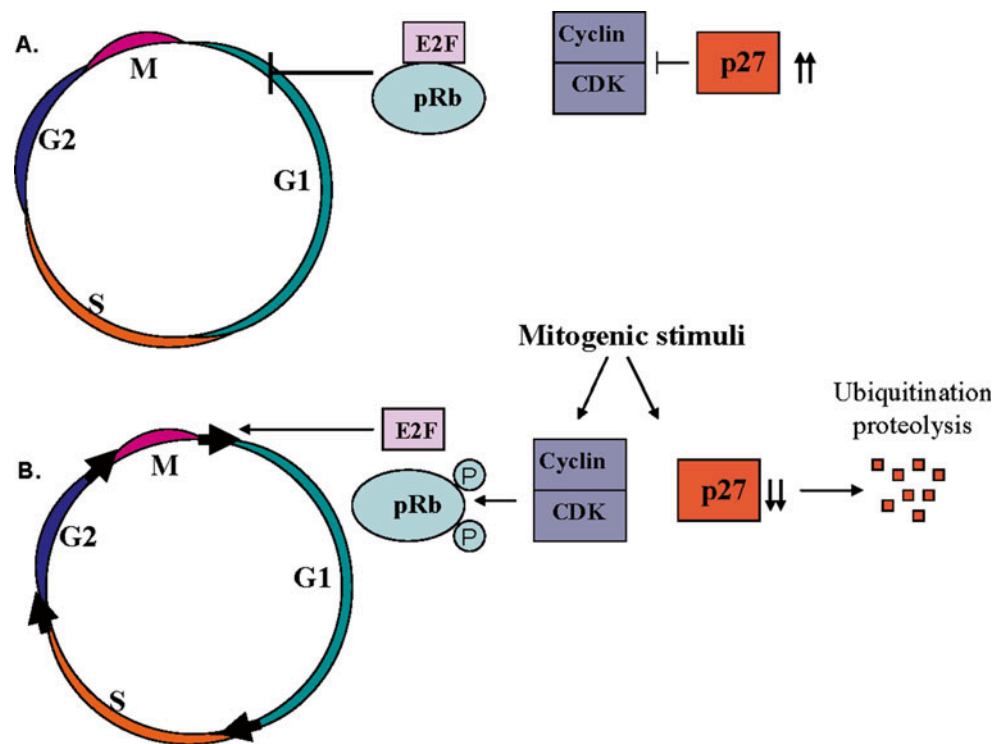 A.
M
G2
G1
S
E2F
pRb
Cyclin
CDK
p27
Mitogenic stimuli
Ubiquitination
proteolysis
B.
M
G2
G1
S
E2F
pRb
P
P
Cyclin
CDK
p27